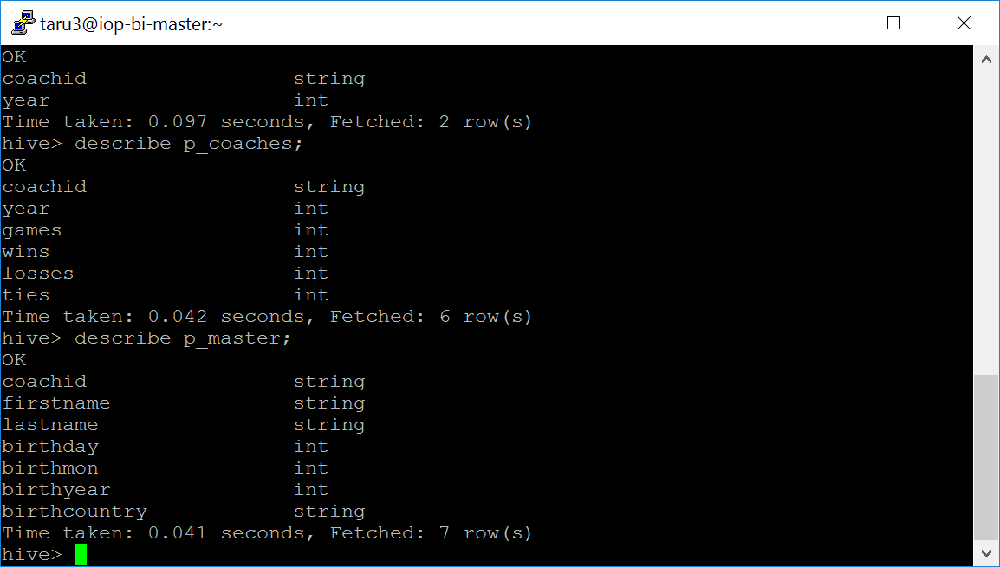 taru3@iop-bi-master:~
OK
coachid string
year int
Time taken: 0.097 seconds, Fetched: 2 row(s)
hive> describe p_coaches;
OK
coachid string
year int
games int
wins int
losses int
ties int
Time taken: 0.042 seconds, Fetched: 6 row(s)
hive> describe p_master;
OK
coachid string
firstname string
lastname string
birthday int
birthmon int
birthyear int
birthcountry string
Time taken: 0.041 seconds, Fetched: 7 row(s)
hive>